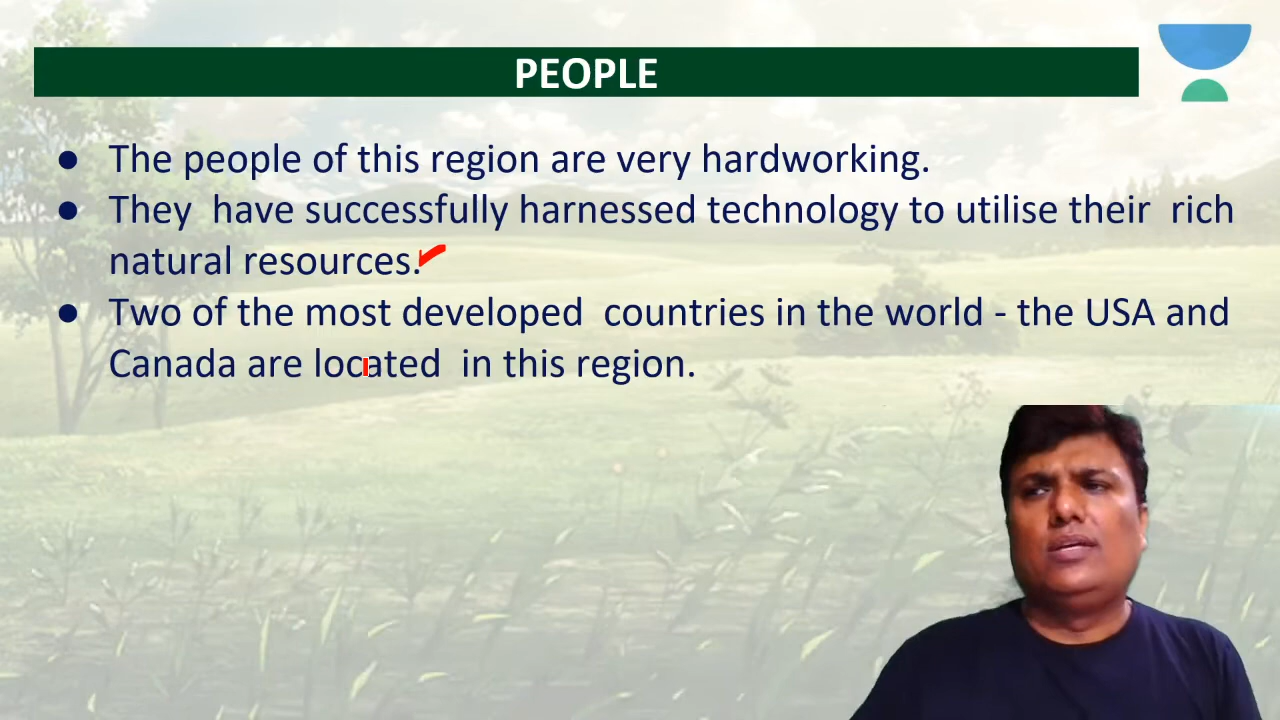 PEOPLE
● The people of this region are very hardworking.
● They have successfully harnessed technology to utilise their rich
natural resources.
● Two of the most developed countries in the world - the USA and
Canada are located in this region.